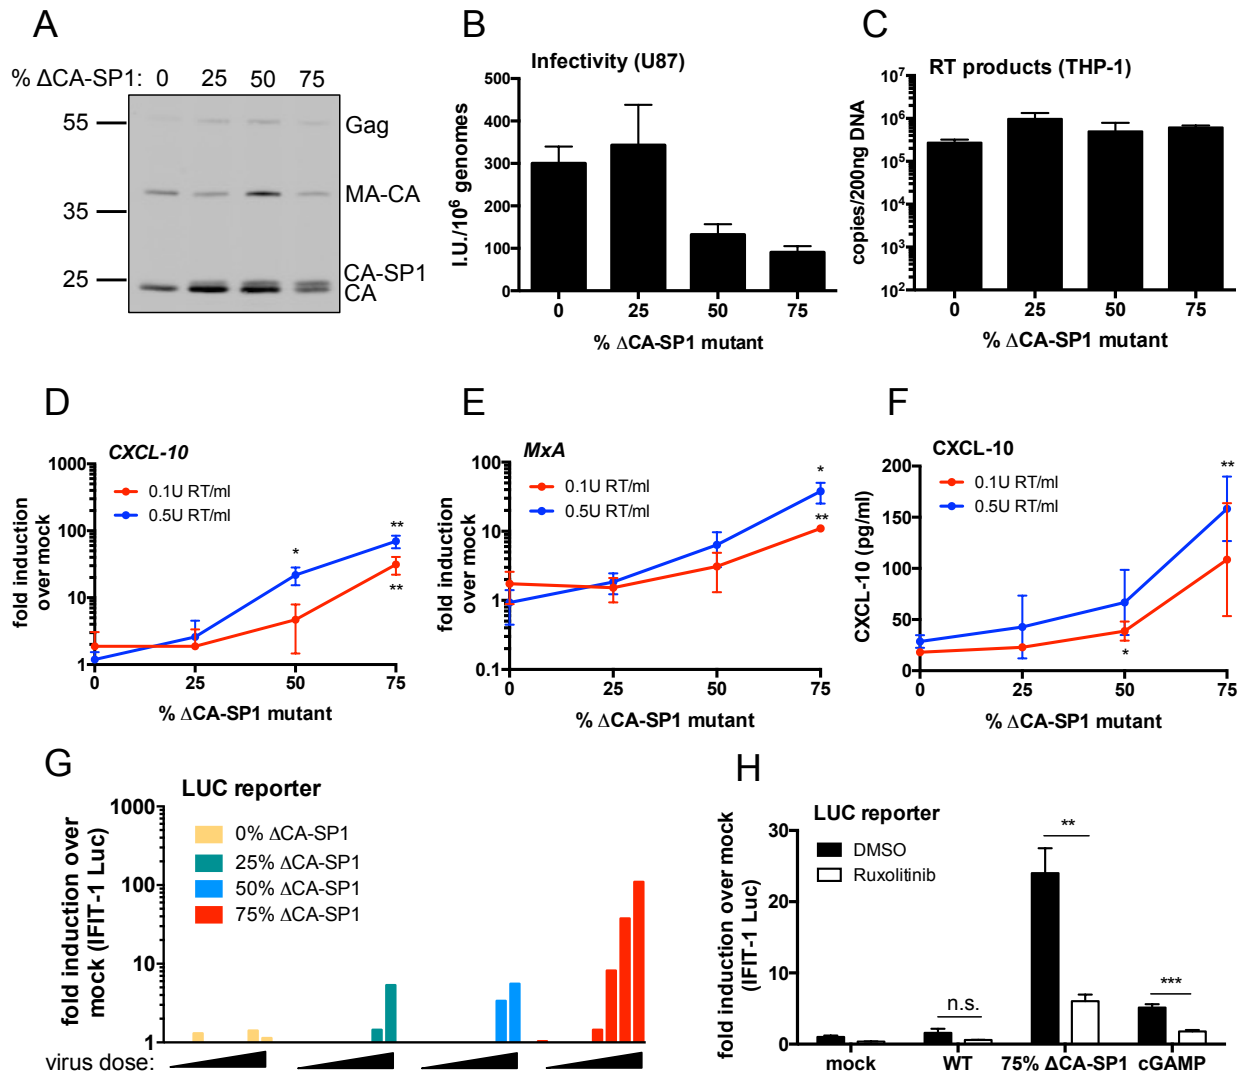 A
% ΔCA-SP1: 0 25 50 75
55
35
25
Gag
MA-CA
CA-SP1
CA
B
Infectivity (U87)
I.U./10⁶ genomes
500
400
300
200
100
0
0 25 50 75
% ΔCA-SP1 mutant
C
RT products (THP-1)
copies/200ng DNA
10⁷
10⁶
10⁵
10⁴
10³
10²
0 25 50 75
% ΔCA-SP1 mutant
D
CXCL-10
0.1U RT/ml
0.5U RT/ml
fold induction
over mock
1000
100
10
1
*
**
**
0 25 50 75
% ΔCA-SP1 mutant
E
MxA
0.1U RT/ml
0.5U RT/ml
fold induction
over mock
100
10
1
0.1
*
**
0 25 50 75
% ΔCA-SP1 mutant
F
CXCL-10
0.1U RT/ml
0.5U RT/ml
CXCL-10 (pg/ml)
200
150
100
50
0
**
*
0 25 50 75
% ΔCA-SP1 mutant
G
LUC reporter
0% ΔCA-SP1
25% ΔCA-SP1
50% ΔCA-SP1
75% ΔCA-SP1
fold induction over
mock (IFIT-1 Luc)
1000
100
10
1
virus dose:
H
LUC reporter
DMSO
Ruxolitinib
fold induction over mock
(IFIT-1 Luc)
30
20
10
0
n.s.
**
***
mock WT 75% ΔCA-SP1 cGAMP